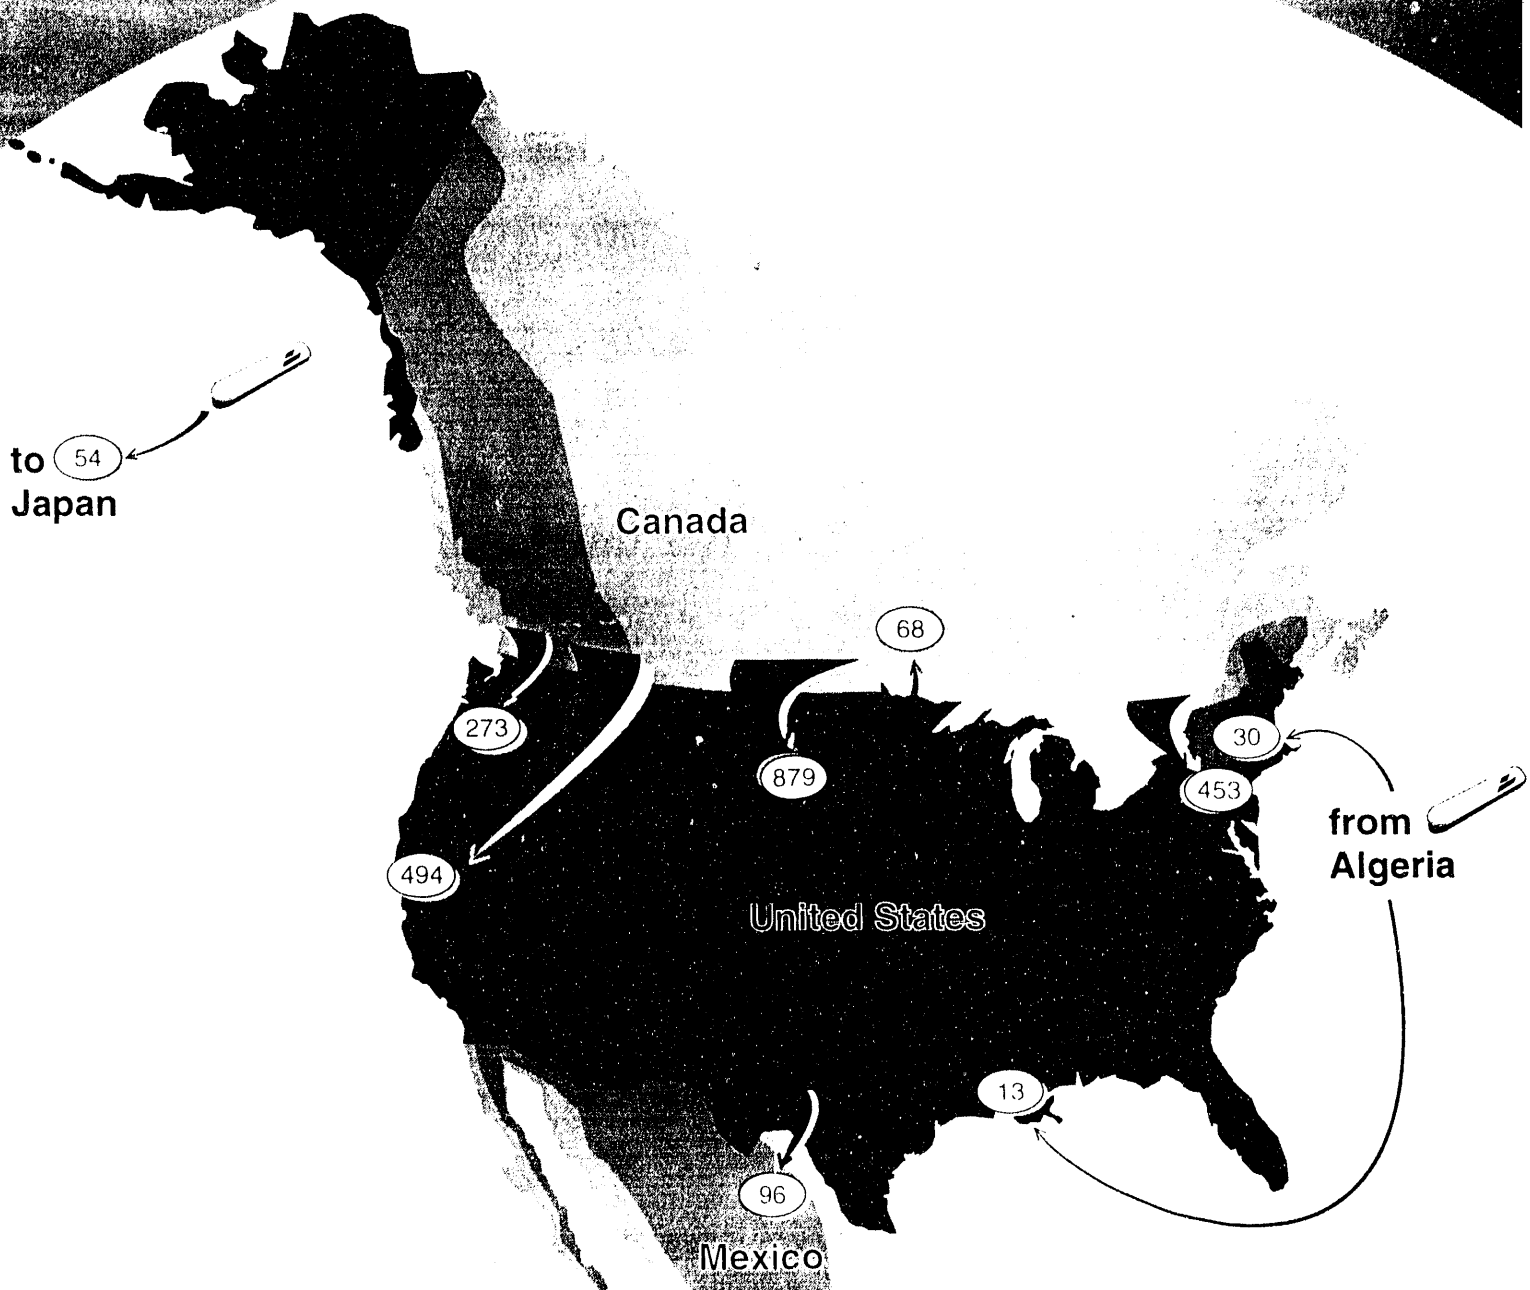 to 54
Japan
Canada
68
273
879
30
453
from
Algeria
494
United States
13
96
Mexico